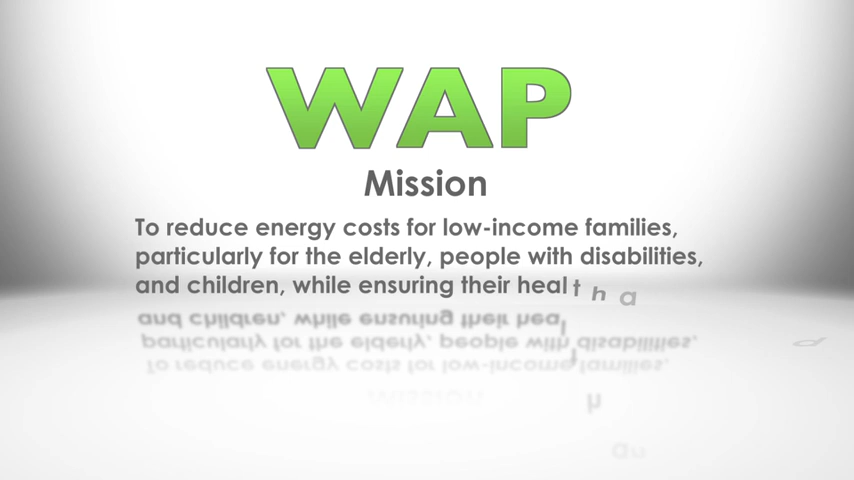 WAP
Mission
To reduce energy costs for low-income families,
particularly for the elderly, people with disabilities,
and children, while ensuring their health a